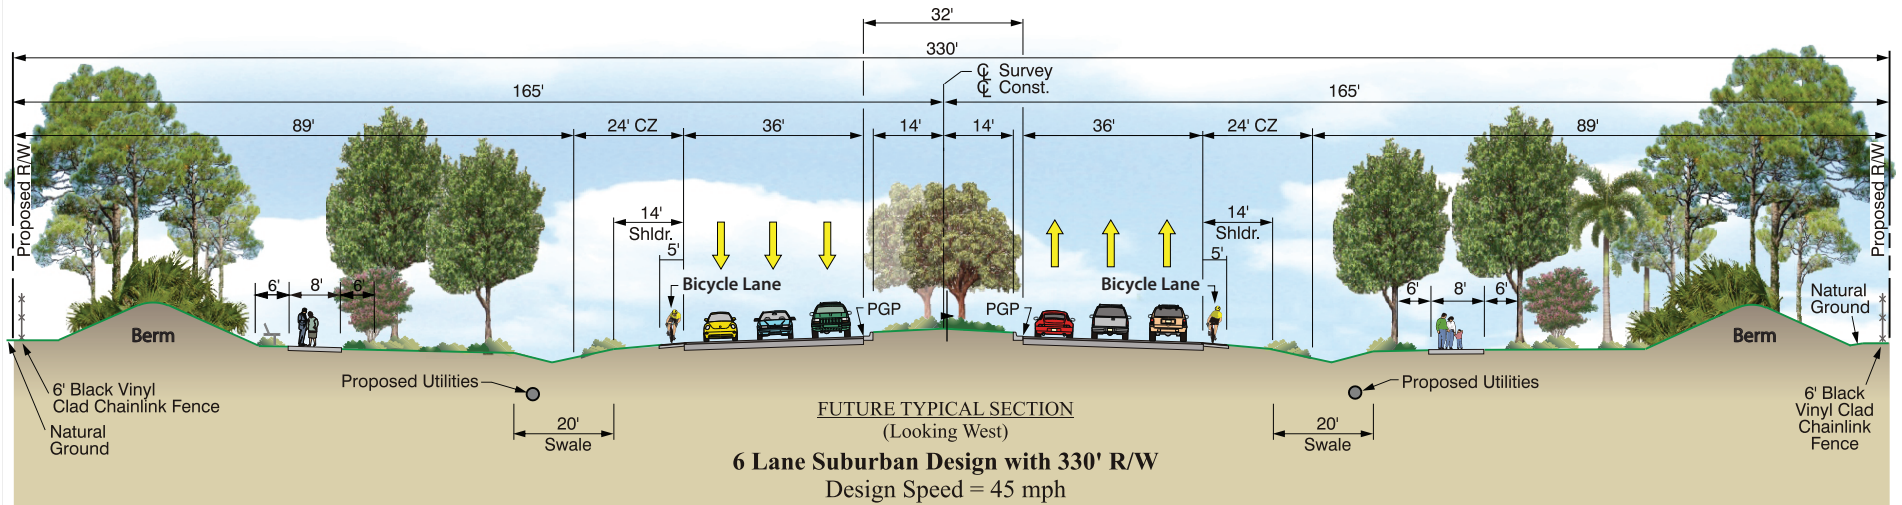 32'
330'
℄ Survey
℄ Const.
165'
165'
89'
24' CZ
36'
14'
14'
36'
24' CZ
89'
Proposed R/W
Proposed R/W
14'
Shldr.
5'
14'
Shldr.
5'
Bicycle Lane
Bicycle Lane
6'
8'
6'
6'
8'
6'
PGP
PGP
Natural
Ground
Berm
Berm
6' Black Vinyl
Clad Chainlink Fence
Natural
Ground
Proposed Utilities
Proposed Utilities
20'
Swale
20'
Swale
6' Black
Vinyl Clad
Chainlink
Fence
FUTURE TYPICAL SECTION
(Looking West)
6 Lane Suburban Design with 330' R/W
Design Speed = 45 mph